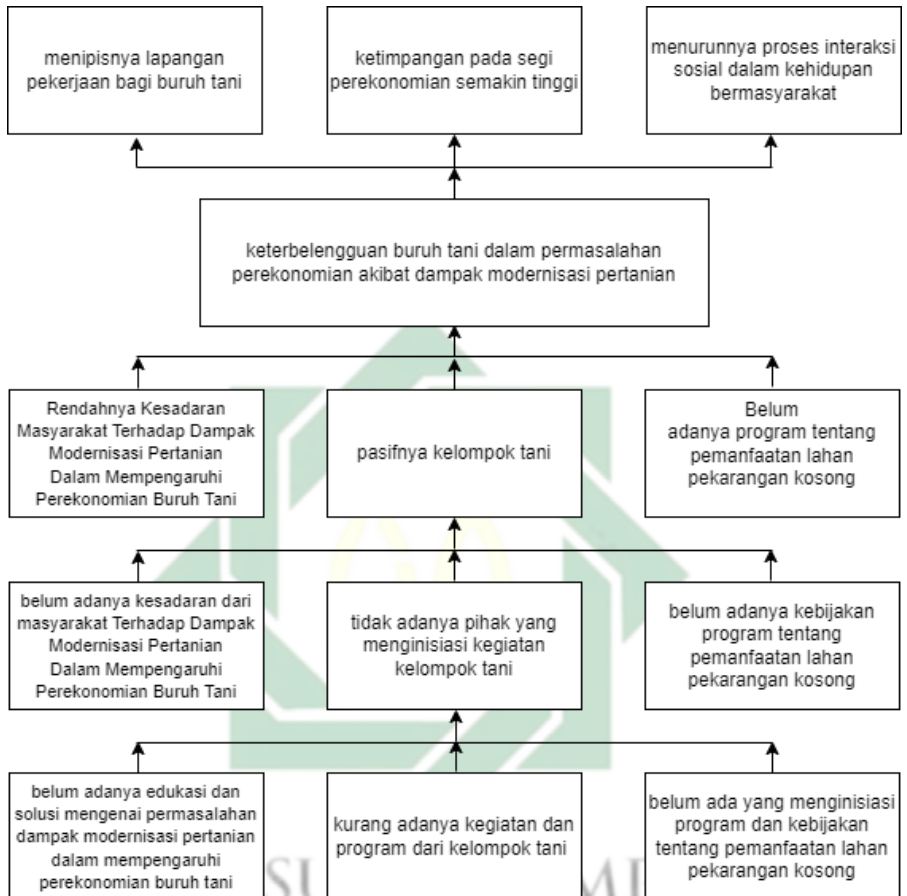 menipisnya lapangan
pekerjaan bagi buruh tani
ketimpangan pada segi
perekonomian semakin tinggi
menurunnya proses interaksi
sosial dalam kehidupan
bermasyarakat
keterbelengguan buruh tani dalam permasalahan
perekonomian akibat dampak modernisasi pertanian
Rendahnya Kesadaran
Masyarakat Terhadap Dampak
Modernisasi Pertanian
Dalam Mempengaruhi
Perekonomian Buruh Tani
pasifnya kelompok tani
Belum
adanya program tentang
pemanfaatan lahan
pekarangan kosong
belum adanya kesadaran dari
masyarakat Terhadap Dampak
Modernisasi Pertanian
Dalam Mempengaruhi
Perekonomian Buruh Tani
tidak adanya pihak yang
menginisiasi kegiatan
kelompok tani
belum adanya kebijakan
program tentang
pemanfaatan lahan
pekarangan kosong
belum adanya edukasi dan
solusi mengenai permasalahan
dampak modernisasi pertanian
dalam mempengaruhi
perekonomian buruh tani
kurang adanya kegiatan dan
program dari kelompok tani
belum ada yang menginisiasi
program dan kebijakan
tentang pemanfaatan lahan
pekarangan kosong